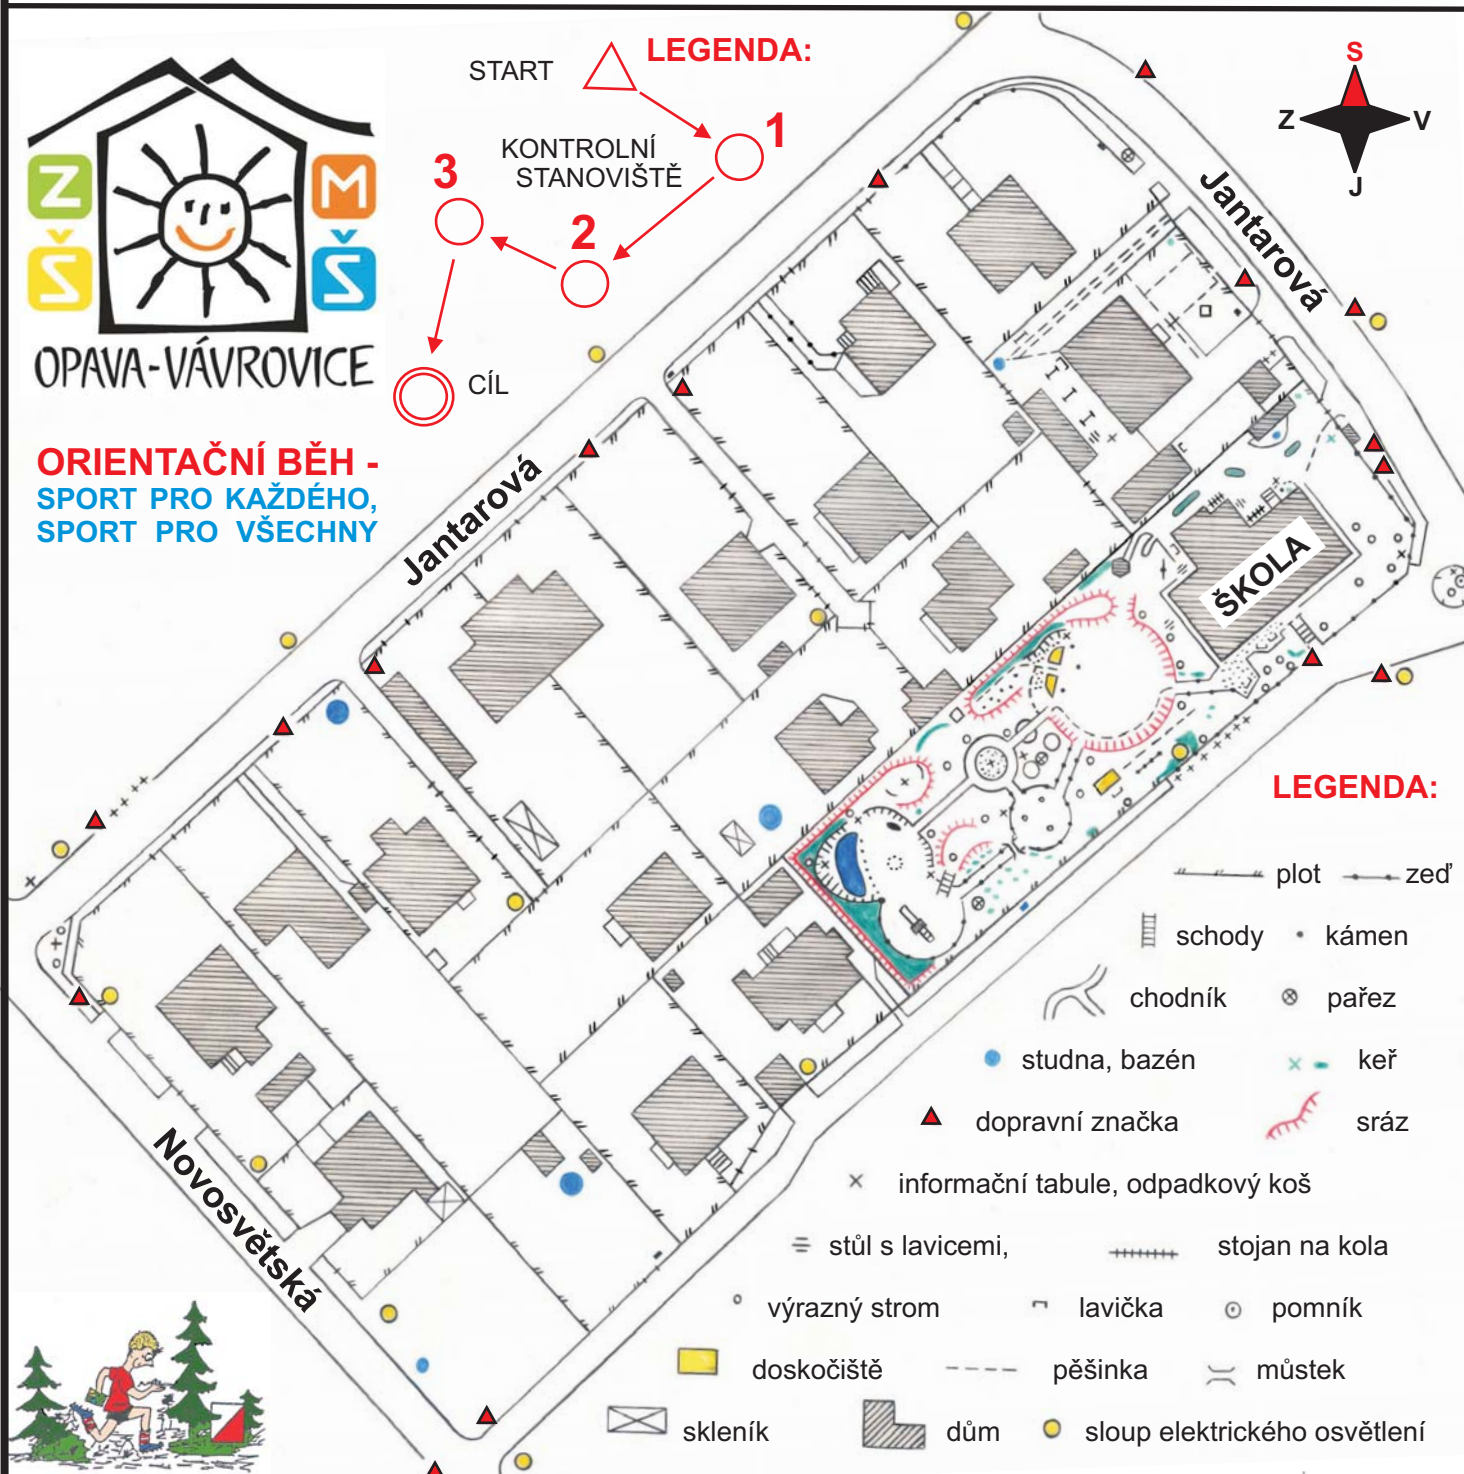 START
LEGENDA:
1
KONTROLNÍ
STANOVIŠTĚ
3
2
CÍL
S
Z
V
J
Z
M
Š
Š
OPAVA-VÁVROVICE
ORIENTAČNÍ BĚH -
SPORT PRO KAŽDÉHO,
SPORT PRO VŠECHNY
Jantarová
Jantarová
ŠKOLA
Novosvětská
LEGENDA:
plot
zeď
schody
kámen
chodník
pařez
studna, bazén
keř
dopravní značka
sráz
informační tabule, odpadkový koš
stůl s lavicemi,
stojan na kola
výrazný strom
lavička
pomník
doskočiště
pěšinka
můstek
skleník
dům
sloup elektrického osvětlení